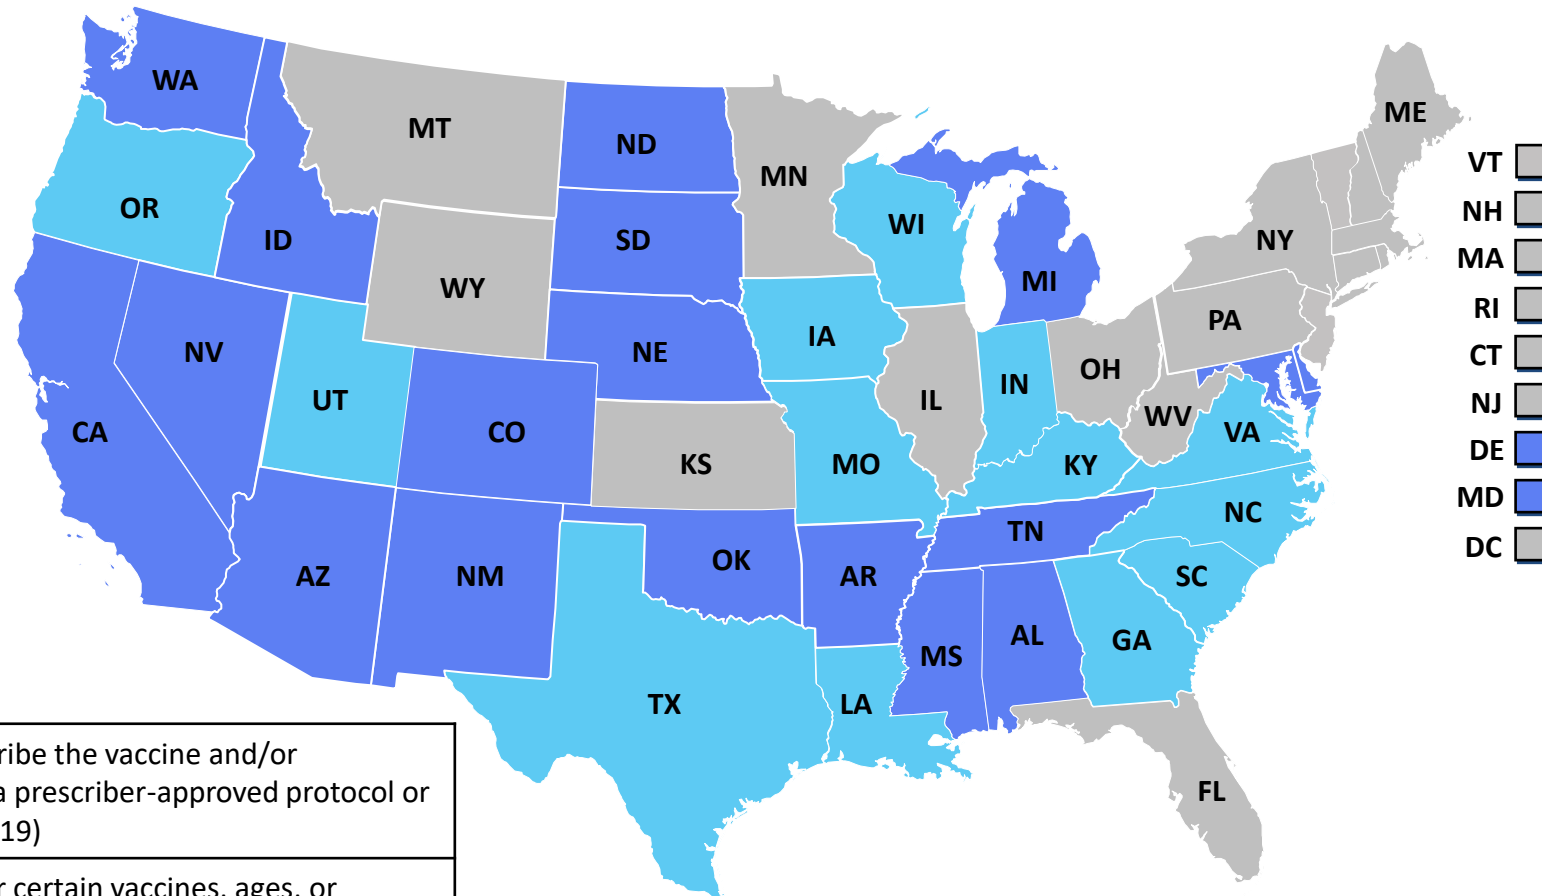 WA
MT
ND
MN
ME
VT
OR
ID
SD
WI
NH
NY
MA
WY
MI
RI
NV
NE
IA
PA
CT
UT
IL
IN
OH
NJ
CA
CO
WV
VA
DE
KS
MO
KY
MD
NC
TN
DC
AZ
NM
OK
AR
SC
MS
AL
GA
TX
LA
FL
ribe the vaccine and/or
a prescriber-approved protocol or
19)
r certain vaccines, ages, or